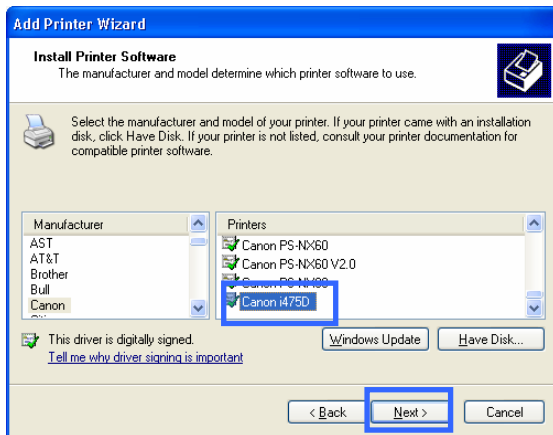 Add Printer Wizard
Install Printer Software
The manufacturer and model determine which printer software to use.
Select the manufacturer and model of your printer. If your printer came with an installation
disk, click Have Disk. If your printer is not listed, consult your printer documentation for
compatible printer software.
Manufacturer
AST
AT&T
Brother
Bull
Canon
Printers
Canon PS-NX60
Canon PS-NX60 V2.0
Canon i475D
This driver is digitally signed.
Tell me why driver signing is important
Windows Update
Have Disk...
< Back
Next >
Cancel